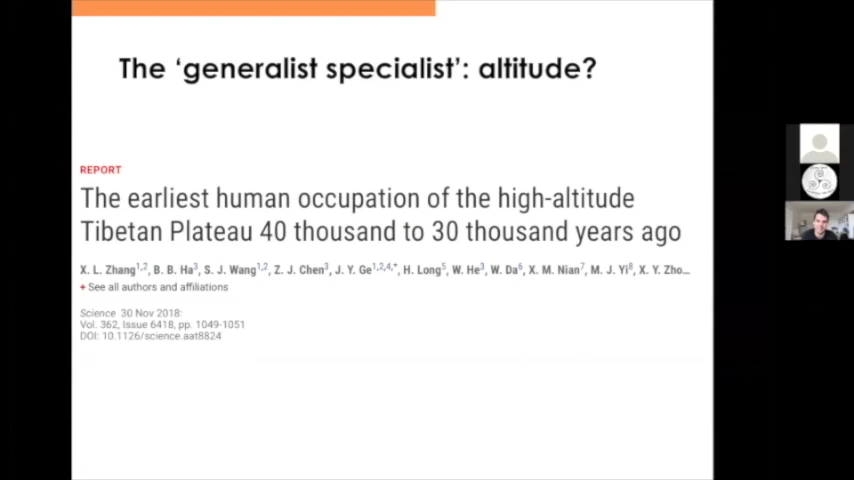 The ‘generalist specialist’: altitude?
REPORT
The earliest human occupation of the high-altitude
Tibetan Plateau 40 thousand to 30 thousand years ago
X. L. Zhang1,2, B. B. Ha3, S. J. Wang1,2, Z. J. Chen3, J. Y. Ge1,2,4,*, H. Long5, W. He3, W. Da6, X. M. Nian7, M. J. Yi8, X. Y. Zho…
+ See all authors and affiliations
Science 30 Nov 2018:
Vol. 362, Issue 6418, pp. 1049-1051
DOI: 10.1126/science.aat8824